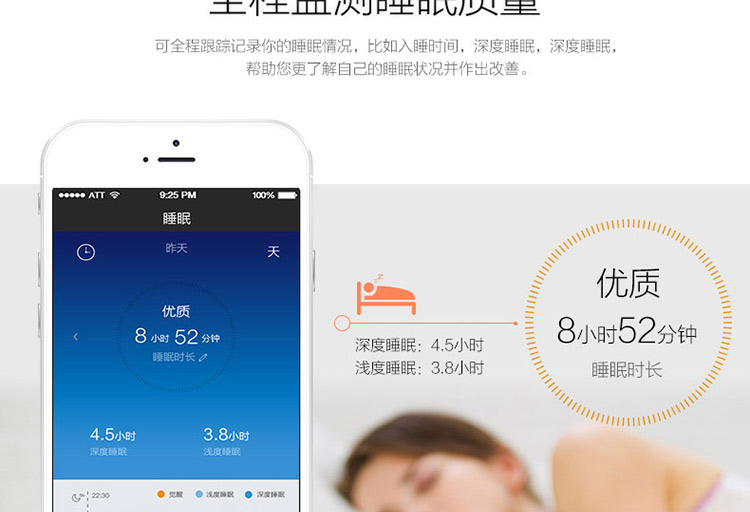 全程监测睡眠质量
可全程跟踪记录你的睡眠情况，比如入睡时间，深度睡眠，深度睡眠，
帮助您更了解自己的睡眠状况并作出改善。
ATT 9:25 PM 100%
睡眠
昨天 天
优质
8小时52分钟
睡眠时长
4.5小时 3.8小时
深度睡眠 浅度睡眠
22:30 觉醒 浅度睡眠 深度睡眠
深度睡眠：4.5小时
浅度睡眠：3.8小时
优质
8小时52分钟
睡眠时长